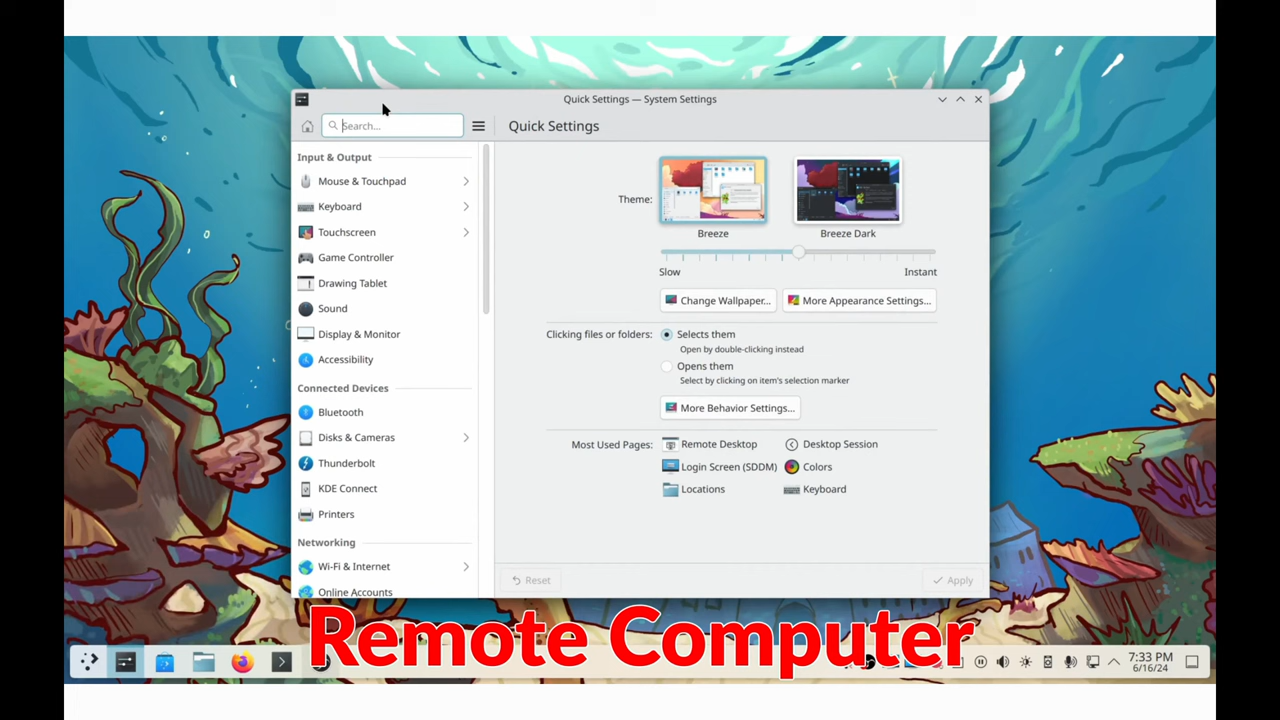 Quick Settings — System Settings
Search...
Quick Settings
Input & Output
Mouse & Touchpad
Keyboard
Touchscreen
Game Controller
Drawing Tablet
Sound
Display & Monitor
Accessibility
Connected Devices
Bluetooth
Disks & Cameras
Thunderbolt
KDE Connect
Printers
Networking
Wi-Fi & Internet
Online Accounts
Theme:
Breeze
Breeze Dark
Slow
Instant
Change Wallpaper...
More Appearance Settings...
Clicking files or folders:
Selects them
Open by double-clicking instead
Opens them
Select by clicking on item's selection marker
More Behavior Settings...
Most Used Pages:
Remote Desktop
Desktop Session
Login Screen (SDDM)
Colors
Locations
Keyboard
Reset
Apply
Remote Computer
7:33 PM
6/16/24